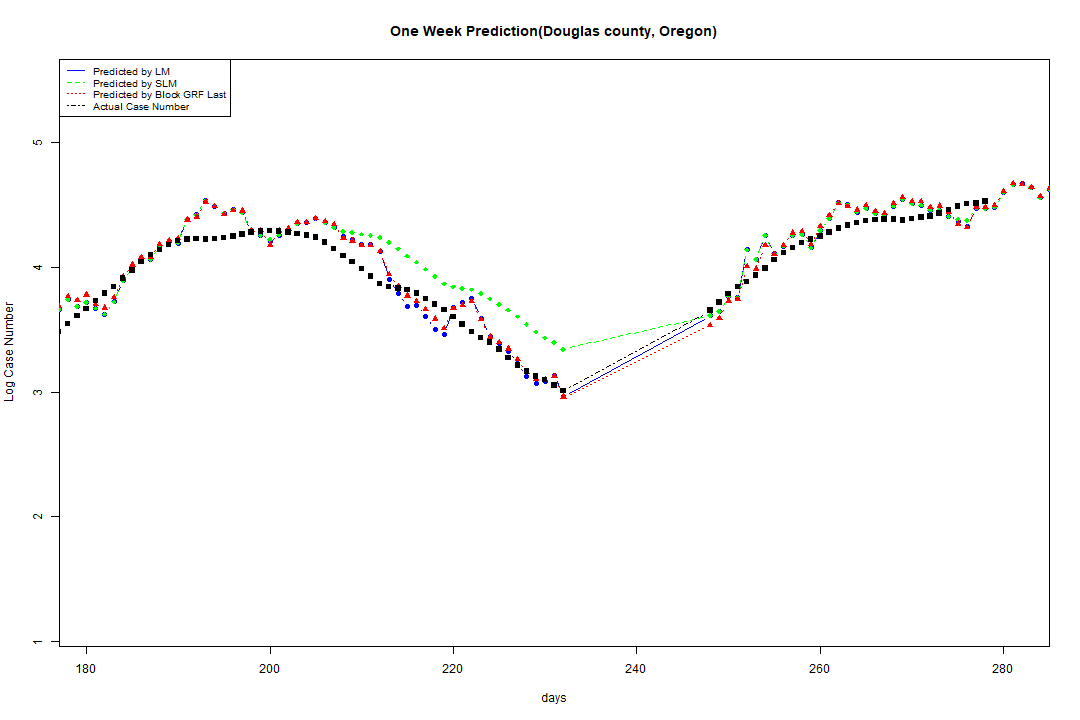 One Week Prediction(Douglas county, Oregon)
Predicted by LM
Predicted by SLM
Predicted by Block GRF Last
Actual Case Number
Log Case Number
5
4
3
2
1
180 200 220 240 260 280
days